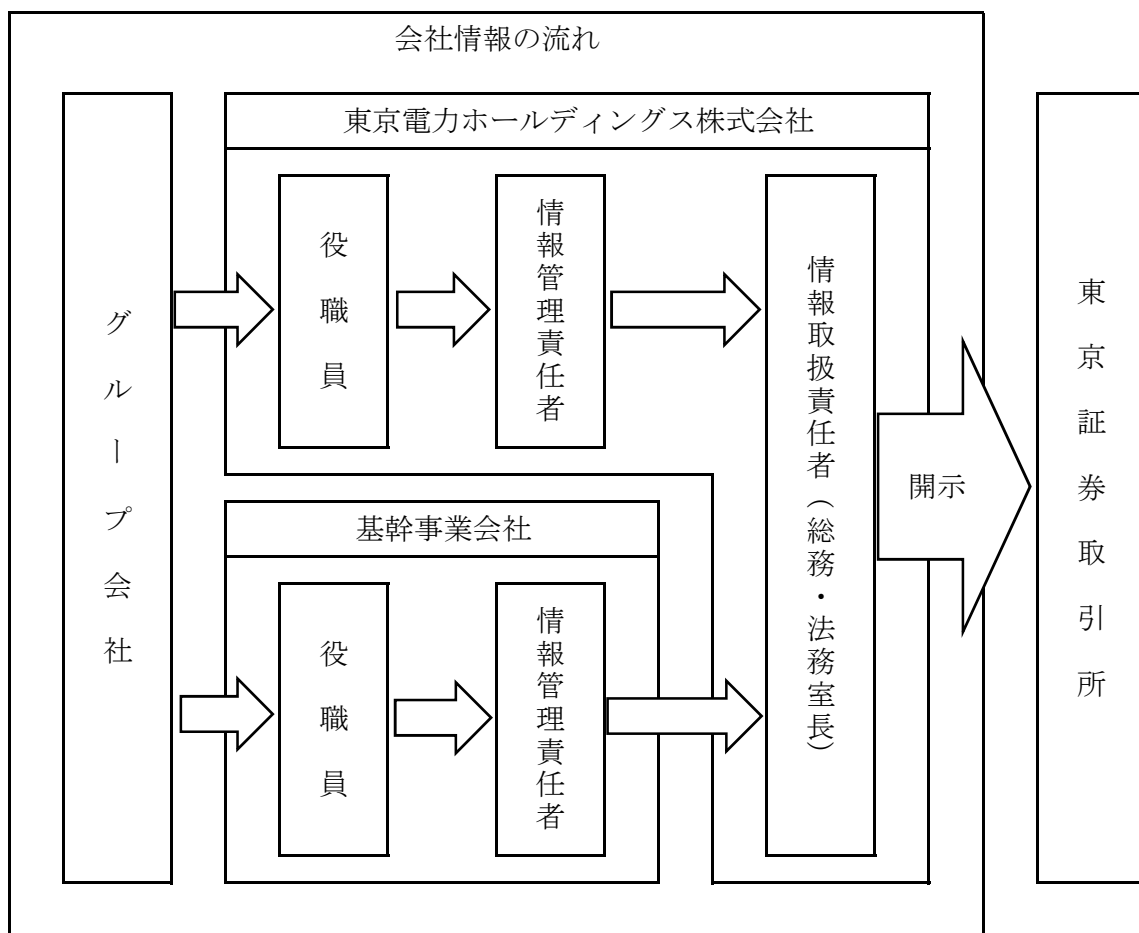 会社情報の流れ
グループ会社
東京電力ホールディングス株式会社
役職員
情報管理責任者
情報取扱責任者（総務・法務室長）
基幹事業会社
役職員
情報管理責任者
開示
東京証券取引所